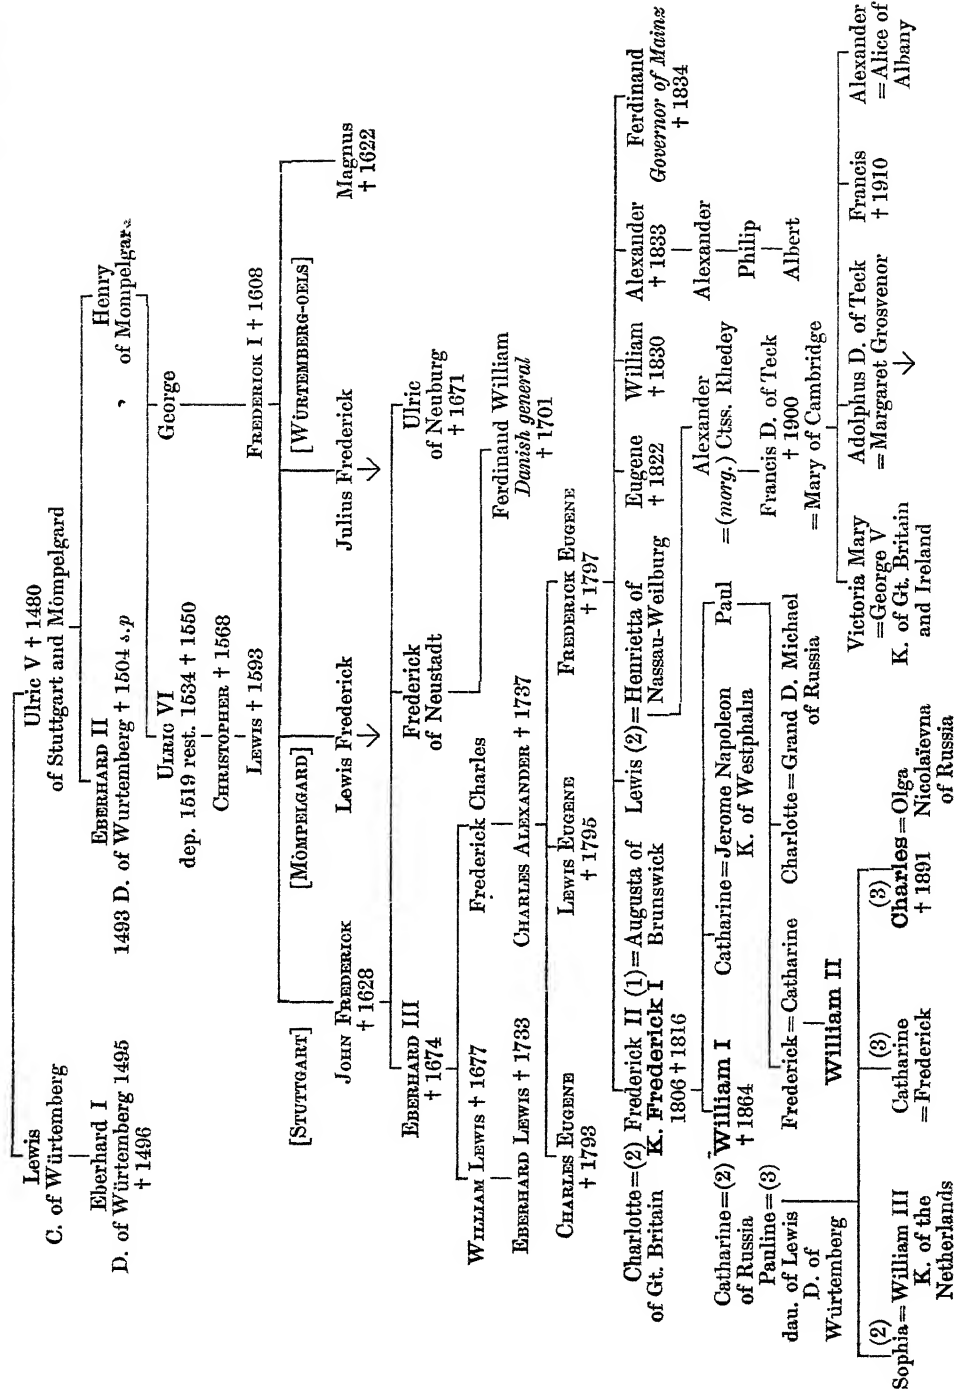 Lewis
C. of Würtemberg
Ulric V † 1480
of Stuttgart and Mömpelgard
Eberhard I
D. of Würtemberg 1495
† 1496
EBERHARD II
1493 D. of Wurtemberg † 1504 s.p
Henry
of Mompelgard
ULRIC VI
dep. 1519 rest. 1534 † 1550
George
CHRISTOPHER † 1568
LEWIS † 1593
FREDERICK I † 1608
[STUTTGART]
[MÖMPELGARD]
[WÜRTEMBERG-OELS]
JOHN FREDERICK
† 1628
Lewis Frederick
Julius Frederick
Magnus
† 1622
EBERHARD III
† 1674
Frederick
of Neustadt
Ulric
of Neuburg
† 1671
WILLIAM LEWIS † 1677
Frederick Charles
Ferdinand William
Danish general
† 1701
EBERHARD LEWIS † 1733
CHARLES ALEXANDER † 1737
CHARLES EUGENE
† 1793
LEWIS EUGENE
† 1795
FREDERICK EUGENE
† 1797
Charlotte=(2) Frederick II (1)=Augusta of
of Gt. Britain K. Frederick I Brunswick
1806 † 1816
Lewis (2)=Henrietta of
Nassau-Weilburg
Eugene
† 1822
William
† 1830
Alexander
† 1833
Ferdinand
Governor of Mainz
† 1834
Catharine=(2) William I
of Russia † 1864
Pauline=(3)
dau. of Lewis
D. of
Würtemberg
Catharine=Jerome Napoleon
K. of Westphalia
Paul
Alexander
=(morg.) Ctss. Rhedey
Alexander
Philip
Albert
Frederick=Catharine
Charlotte=Grand D. Michael
of Russia
Francis D. of Teck
† 1900
=Mary of Cambridge
William II
(2)
Sophia=William III
K. of the
Netherlands
(3)
Catharine
=Frederick
(3)
Charles=Olga
† 1891 Nicolaïevna
of Russia
Victoria Mary
=George V
K. of Gt. Britain
and Ireland
Adolphus D. of Teck
=Margaret Grosvenor
Francis
† 1910
Alexander
=Alice of
Albany